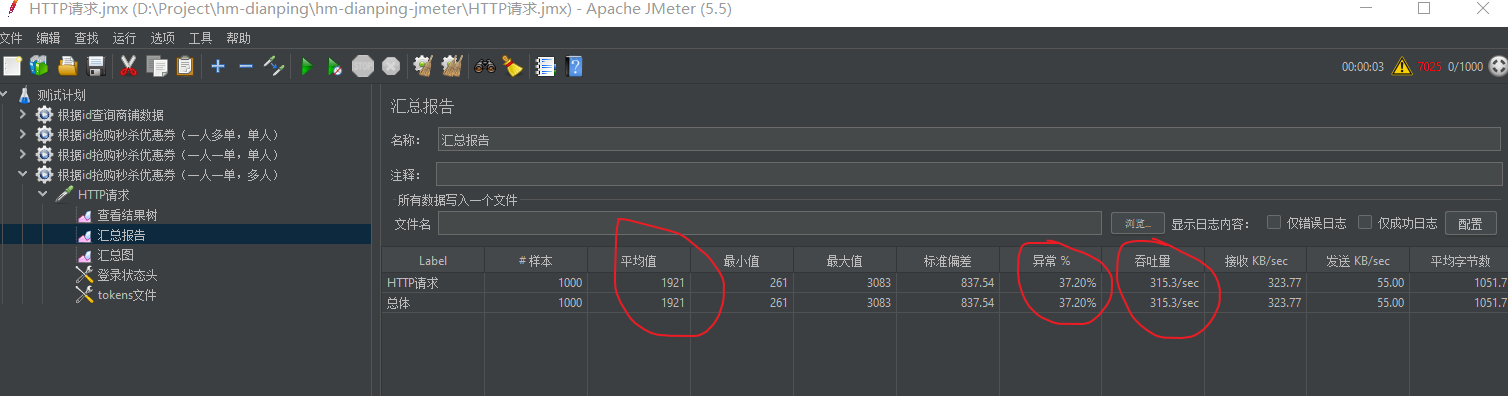 HTTP请求.jmx (D:\Project\hm-dianping\hm-dianping-jmeter\HTTP请求.jmx) - Apache JMeter (5.5)
文件 编辑 查找 运行 选项 工具 帮助
STOP 00:00:03 7025 0/1000
测试计划
根据id查询商铺数据
根据id抢购秒杀优惠券（一人多单，单人）
根据id抢购秒杀优惠券（一人一单，单人）
根据id抢购秒杀优惠券（一人一单，多人）
HTTP请求
查看结果树
汇总报告
汇总图
登录状态头
tokens文件
汇总报告
名称： 汇总报告
注释：
所有数据写入一个文件
文件名 浏览... 显示日志内容： 仅错误日志 仅成功日志 配置
Label # 样本 平均值 最小值 最大值 标准偏差 异常 % 吞吐量 接收 KB/sec 发送 KB/sec 平均字节数
HTTP请求 1000 1921 261 3083 837.54 37.20% 315.3/sec 323.77 55.00 1051.7
总体 1000 1921 261 3083 837.54 37.20% 315.3/sec 323.77 55.00 1051.7